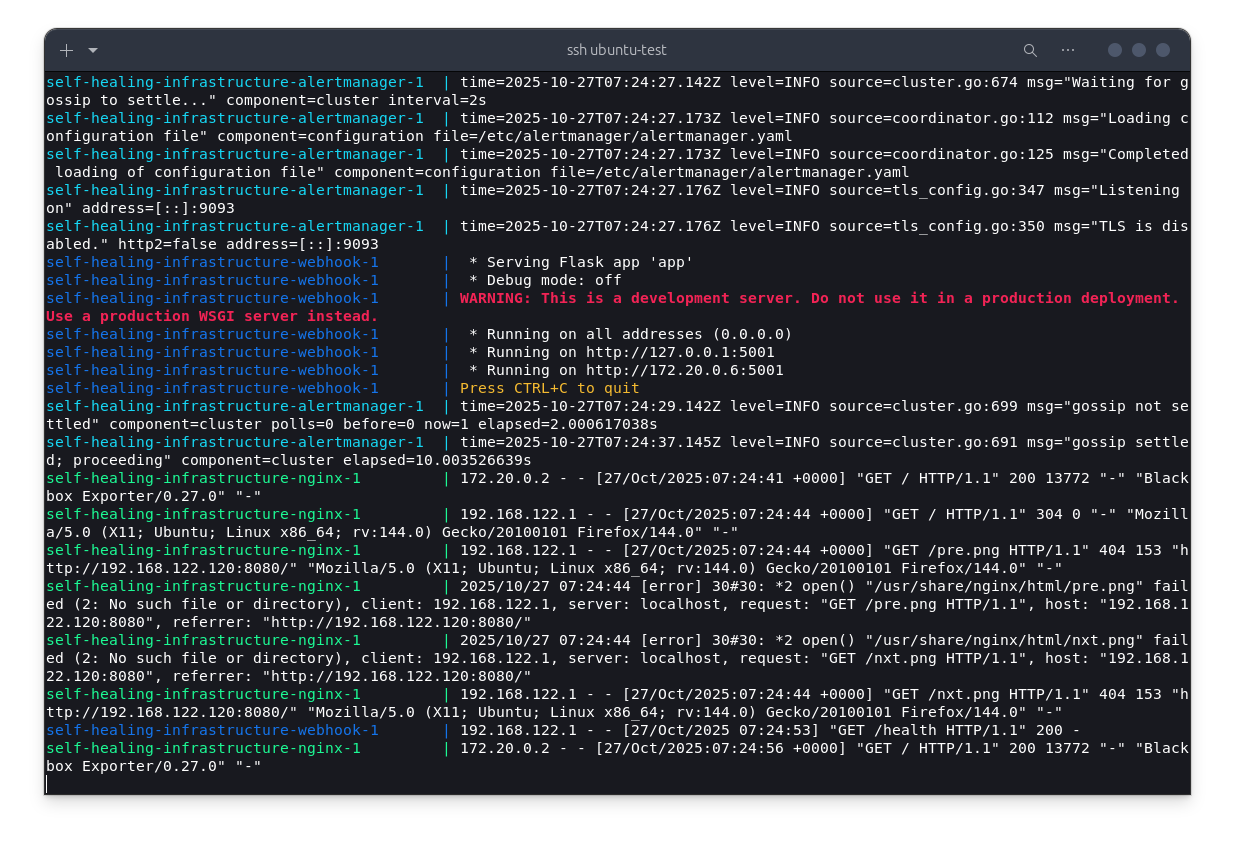 ssh ubuntu-test
self-healing-infrastructure-alertmanager-1  | time=2025-10-27T07:24:27.142Z level=INFO source=cluster.go:674 msg="Waiting for g
ossip to settle..." component=cluster interval=2s
self-healing-infrastructure-alertmanager-1  | time=2025-10-27T07:24:27.173Z level=INFO source=coordinator.go:112 msg="Loading c
onfiguration file" component=configuration file=/etc/alertmanager/alertmanager.yaml
self-healing-infrastructure-alertmanager-1  | time=2025-10-27T07:24:27.173Z level=INFO source=coordinator.go:125 msg="Completed
 loading of configuration file" component=configuration file=/etc/alertmanager/alertmanager.yaml
self-healing-infrastructure-alertmanager-1  | time=2025-10-27T07:24:27.176Z level=INFO source=tls_config.go:347 msg="Listening
on" address=[::]:9093
self-healing-infrastructure-alertmanager-1  | time=2025-10-27T07:24:27.176Z level=INFO source=tls_config.go:350 msg="TLS is dis
abled." http2=false address=[::]:9093
self-healing-infrastructure-webhook-1       |  * Serving Flask app 'app'
self-healing-infrastructure-webhook-1       |  * Debug mode: off
self-healing-infrastructure-webhook-1       | WARNING: This is a development server. Do not use it in a production deployment.
Use a production WSGI server instead.
self-healing-infrastructure-webhook-1       |  * Running on all addresses (0.0.0.0)
self-healing-infrastructure-webhook-1       |  * Running on http://127.0.0.1:5001
self-healing-infrastructure-webhook-1       |  * Running on http://172.20.0.6:5001
self-healing-infrastructure-webhook-1       | Press CTRL+C to quit
self-healing-infrastructure-alertmanager-1  | time=2025-10-27T07:24:29.142Z level=INFO source=cluster.go:699 msg="gossip not se
ttled" component=cluster polls=0 before=0 now=1 elapsed=2.000617038s
self-healing-infrastructure-alertmanager-1  | time=2025-10-27T07:24:37.145Z level=INFO source=cluster.go:691 msg="gossip settle
d; proceeding" component=cluster elapsed=10.003526639s
self-healing-infrastructure-nginx-1         | 172.20.0.2 - - [27/Oct/2025:07:24:41 +0000] "GET / HTTP/1.1" 200 13772 "-" "Black
box Exporter/0.27.0" "-"
self-healing-infrastructure-nginx-1         | 192.168.122.1 - - [27/Oct/2025:07:24:44 +0000] "GET / HTTP/1.1" 304 0 "-" "Mozill
a/5.0 (X11; Ubuntu; Linux x86_64; rv:144.0) Gecko/20100101 Firefox/144.0" "-"
self-healing-infrastructure-nginx-1         | 192.168.122.1 - - [27/Oct/2025:07:24:44 +0000] "GET /pre.png HTTP/1.1" 404 153 "h
ttp://192.168.122.120:8080/" "Mozilla/5.0 (X11; Ubuntu; Linux x86_64; rv:144.0) Gecko/20100101 Firefox/144.0" "-"
self-healing-infrastructure-nginx-1         | 2025/10/27 07:24:44 [error] 30#30: *2 open() "/usr/share/nginx/html/pre.png" fail
ed (2: No such file or directory), client: 192.168.122.1, server: localhost, request: "GET /pre.png HTTP/1.1", host: "192.168.1
22.120:8080", referrer: "http://192.168.122.120:8080/"
self-healing-infrastructure-nginx-1         | 2025/10/27 07:24:44 [error] 30#30: *2 open() "/usr/share/nginx/html/nxt.png" fail
ed (2: No such file or directory), client: 192.168.122.1, server: localhost, request: "GET /nxt.png HTTP/1.1", host: "192.168.1
22.120:8080", referrer: "http://192.168.122.120:8080/"
self-healing-infrastructure-nginx-1         | 192.168.122.1 - - [27/Oct/2025:07:24:44 +0000] "GET /nxt.png HTTP/1.1" 404 153 "h
ttp://192.168.122.120:8080/" "Mozilla/5.0 (X11; Ubuntu; Linux x86_64; rv:144.0) Gecko/20100101 Firefox/144.0" "-"
self-healing-infrastructure-webhook-1       | 192.168.122.1 - - [27/Oct/2025 07:24:53] "GET /health HTTP/1.1" 200 -
self-healing-infrastructure-nginx-1         | 172.20.0.2 - - [27/Oct/2025:07:24:56 +0000] "GET / HTTP/1.1" 200 13772 "-" "Black
box Exporter/0.27.0" "-"